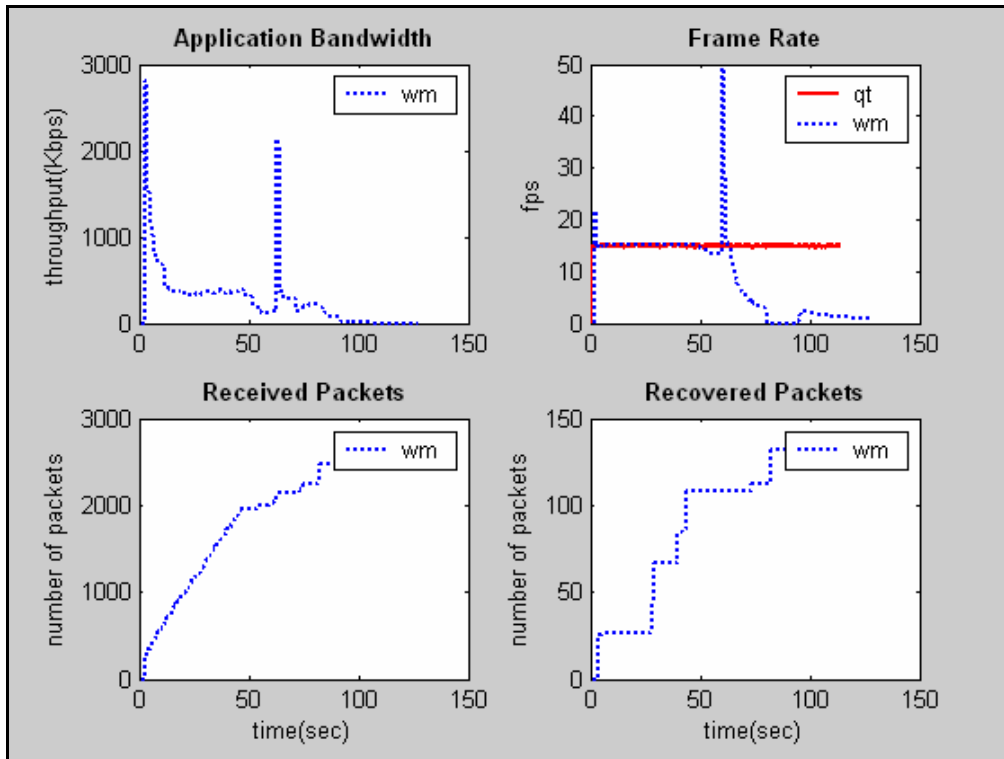 Application Bandwidth
throughput(Kbps)
3000
2000
1000
0
0 50 100 150
wm
Frame Rate
fps
50
40
30
20
10
0
0 50 100 150
qt
wm
Received Packets
number of packets
3000
2000
1000
0
0 50 100 150
time(sec)
wm
Recovered Packets
number of packets
150
100
50
0
0 50 100 150
time(sec)
wm